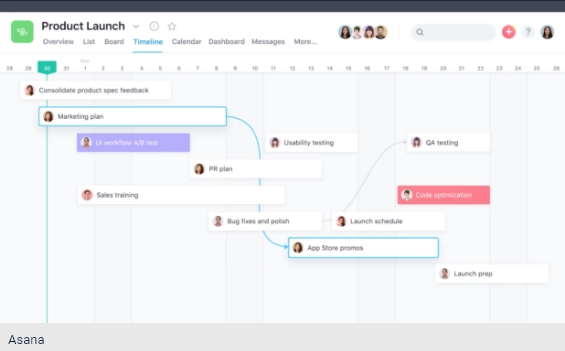 Product Launch
Overview List Board Timeline Calendar Dashboard Messages More...
28 29 30 31 1 2 3 4 5 6 7 8 9 10 11 12 13 14 15 16 17 18 19 20 21 22 23 24 25 26
Consolidate product spec feedback
Marketing plan
UI workflow A/B test
Usability testing
QA testing
PR plan
Sales training
Code optimization
Bug fixes and polish
Launch schedule
App Store promos
Launch prep
Asana